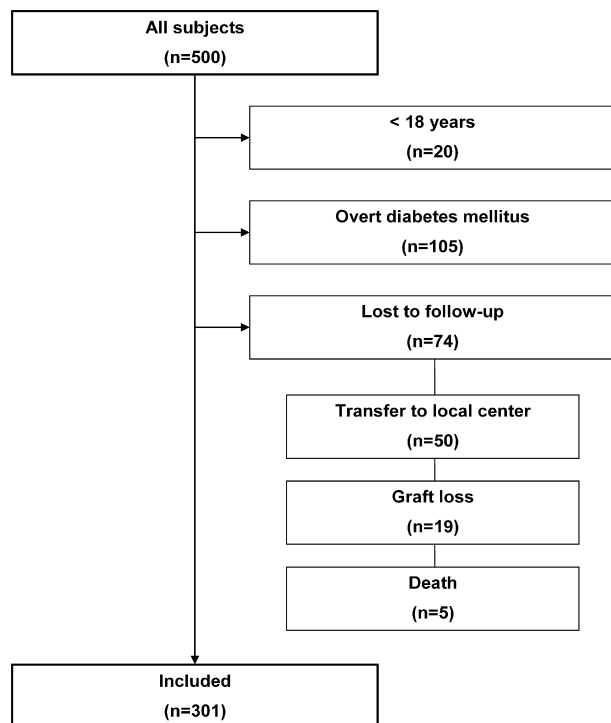 All subjects
(n=500)
< 18 years
(n=20)
Overt diabetes mellitus
(n=105)
Lost to follow-up
(n=74)
Transfer to local center
(n=50)
Graft loss
(n=19)
Death
(n=5)
Included
(n=301)